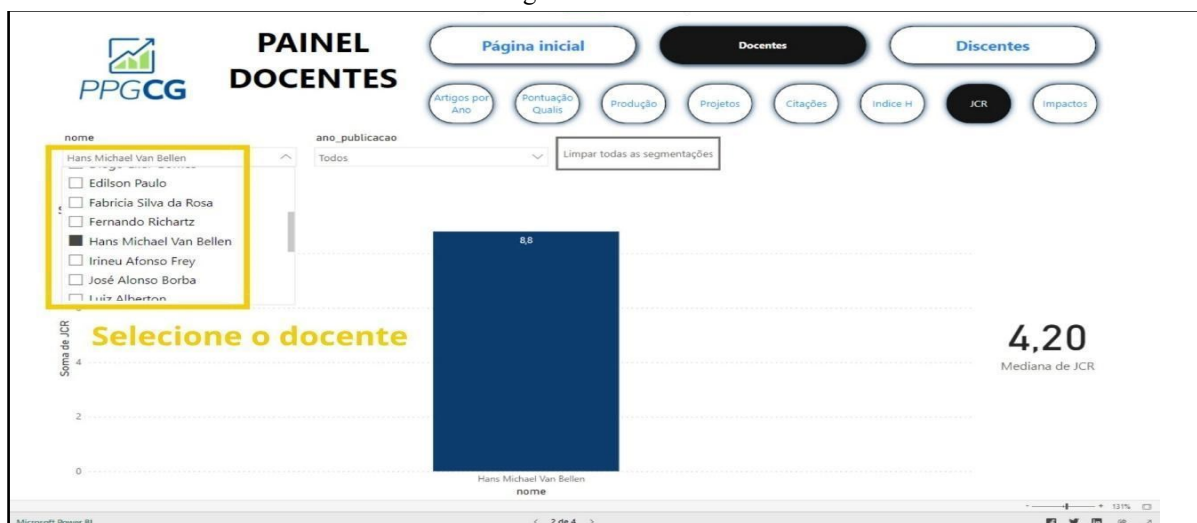 PAINEL
DOCENTES
PPGCG
Página inicial
Docentes
Discentes
Artigos por
Ano
Pontuação
Qualis
Produção
Projetos
Citações
Indice H
JCR
Impactos
nome
ano_publicacao
Hans Michael Van Bellen
Todos
Limpar todas as segmentações
Edilson Paulo
Fabricia Silva da Rosa
Fernando Richartz
Hans Michael Van Bellen
Irineu Afonso Frey
José Alonso Borba
Luiz Alberton
8,8
Selecione o docente
Soma de JCR
4
2
0
4,20
Mediana de JCR
Hans Michael Van Bellen
nome
131%
Microsoft Power BI
2 de 4